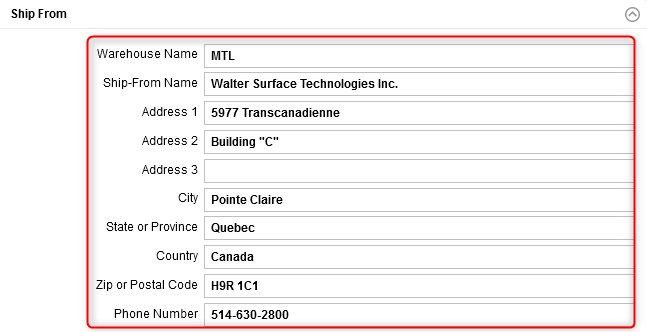 Ship From
Warehouse Name MTL
Ship-From Name Walter Surface Technologies Inc.
Address 1 5977 Transcanadienne
Address 2 Building "C"
Address 3
City Pointe Claire
State or Province Quebec
Country Canada
Zip or Postal Code H9R 1C1
Phone Number 514-630-2800